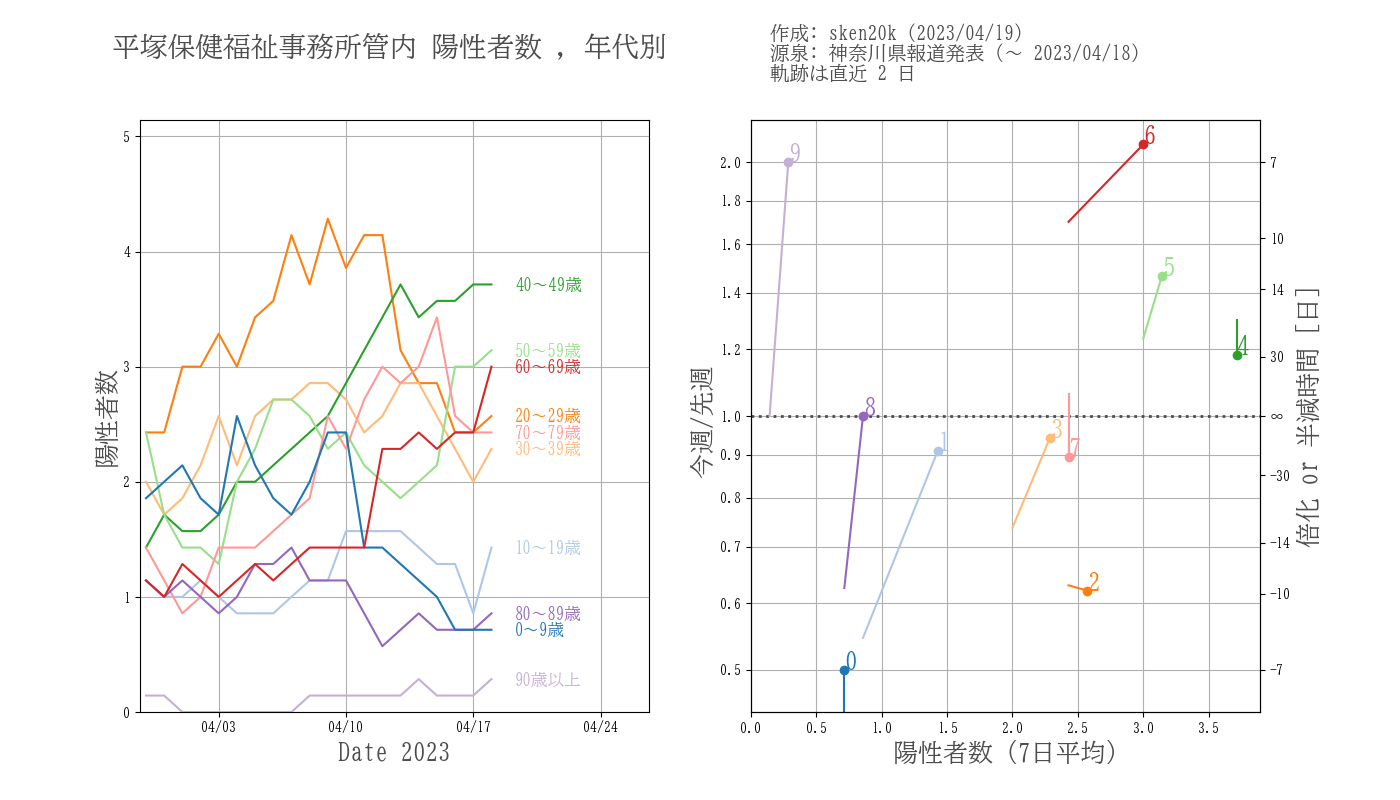 平塚保健福祉事務所管内 陽性者数 , 年代別
作成: sken20k (2023/04/19)
源泉: 神奈川県報道発表 (～ 2023/04/18)
軌跡は直近 2 日
陽性者数
5
4
3
2
1
0
04/03
04/10
04/17
04/24
Date 2023
40～49歳
50～59歳
60～69歳
20～29歳
70～79歳
30～39歳
10～19歳
80～89歳
0～9歳
90歳以上
今週/先週
2.0
1.8
1.6
1.4
1.2
1.0
0.9
0.8
0.7
0.6
0.5
0.0
0.5
1.0
1.5
2.0
2.5
3.0
3.5
陽性者数 (7日平均)
9
6
5
4
8
3
1
7
2
0
7
10
14
30
∞
−30
−14
−10
−7
倍化 or 半減時間 [日]